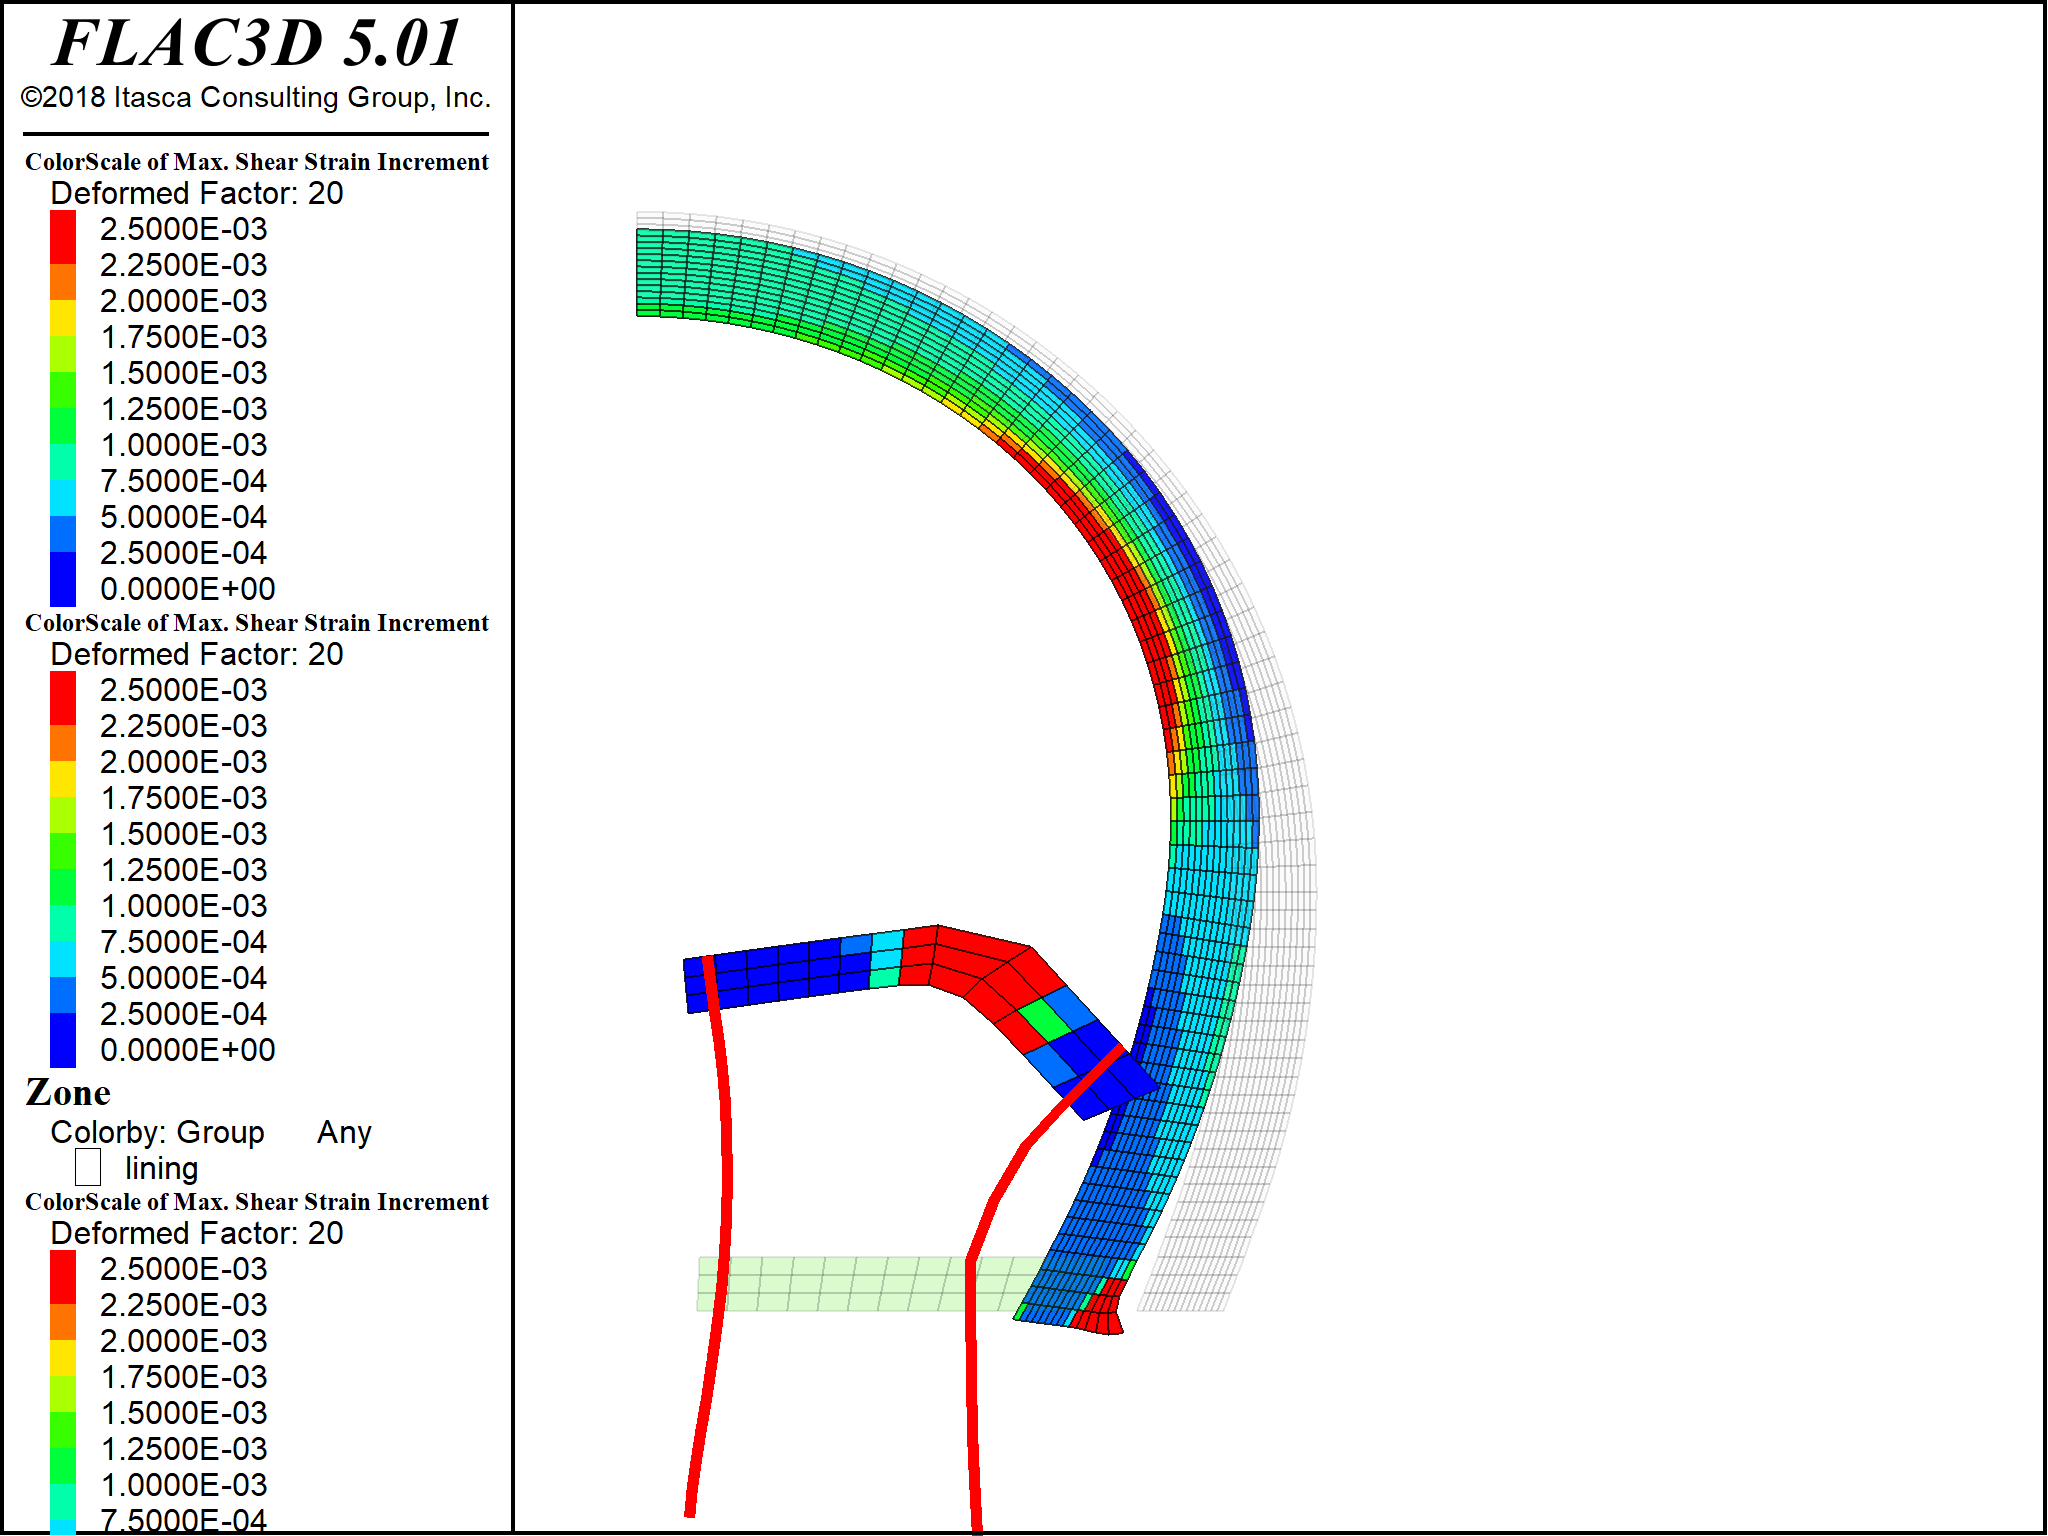 FLAC3D 5.01
©2018 Itasca Consulting Group, Inc.
ColorScale of Max. Shear Strain Increment
Deformed Factor: 20
2.5000E-03
2.2500E-03
2.0000E-03
1.7500E-03
1.5000E-03
1.2500E-03
1.0000E-03
7.5000E-04
5.0000E-04
2.5000E-04
0.0000E+00
ColorScale of Max. Shear Strain Increment
Deformed Factor: 20
2.5000E-03
2.2500E-03
2.0000E-03
1.7500E-03
1.5000E-03
1.2500E-03
1.0000E-03
7.5000E-04
5.0000E-04
2.5000E-04
0.0000E+00
Zone
Colorby: Group Any
lining
ColorScale of Max. Shear Strain Increment
Deformed Factor: 20
2.5000E-03
2.2500E-03
2.0000E-03
1.7500E-03
1.5000E-03
1.2500E-03
1.0000E-03
7.5000E-04